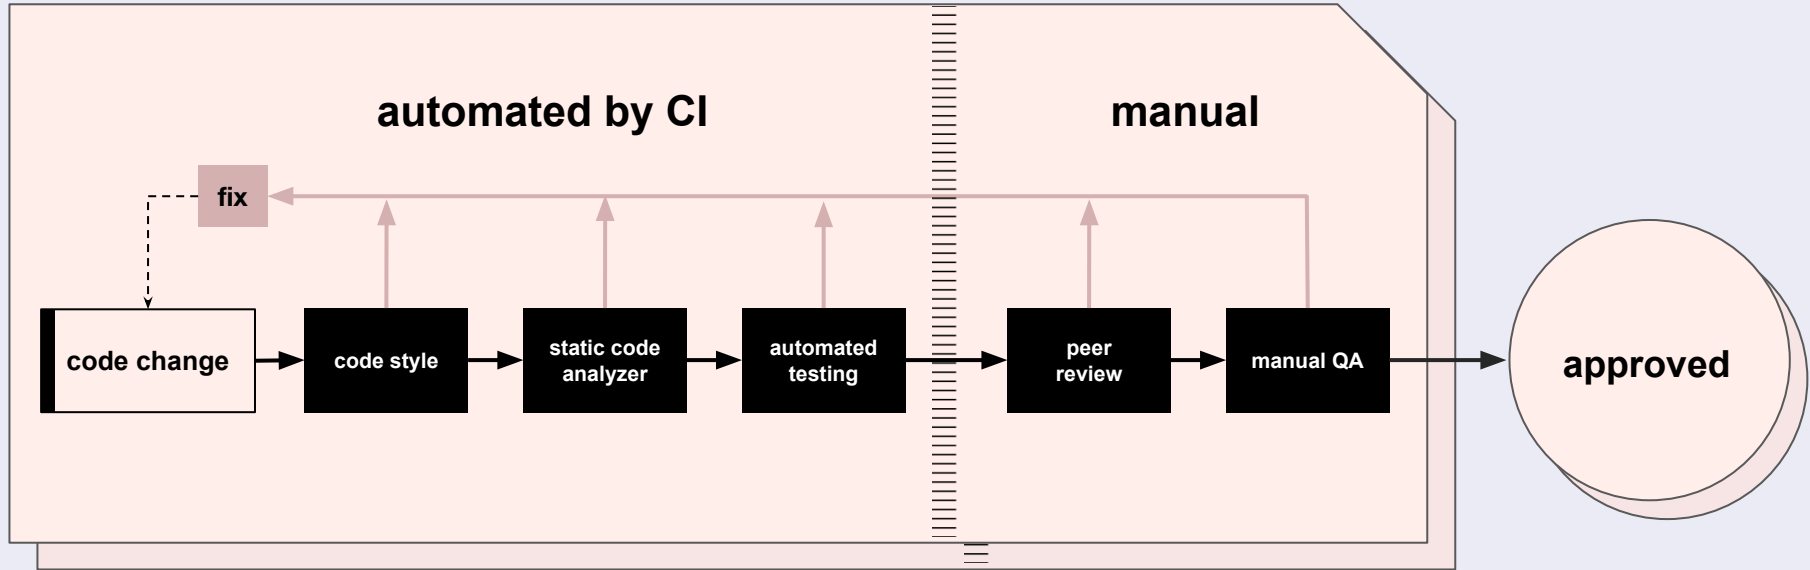 automated by CI
manual
fix
code change
code style
static code
analyzer
automated
testing
peer
review
manual QA
approved